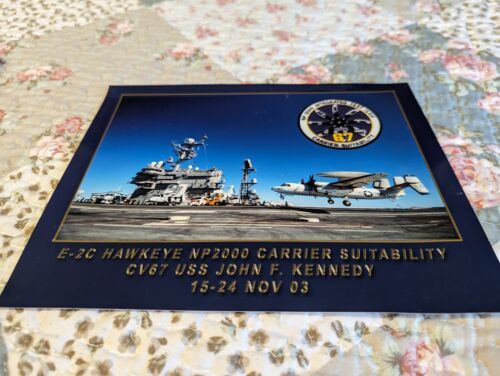 67
CARRIER SUITABILITY
E-2C HAWKEYE NP2000 CARRIER SUITABILITY
CV67 USS JOHN F. KENNEDY
15-24 NOV 03